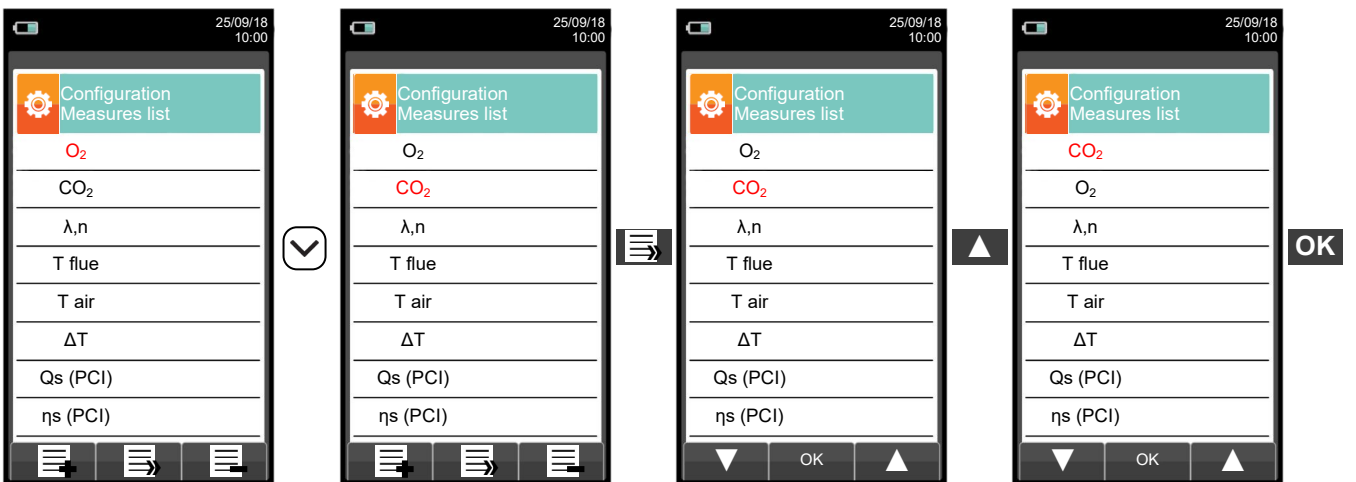 25/09/18
10:00
Configuration
Measures list
O₂
CO₂
λ,n
T flue
T air
ΔT
Qs (PCI)
ηs (PCI)
25/09/18
10:00
Configuration
Measures list
O₂
CO₂
λ,n
T flue
T air
ΔT
Qs (PCI)
ηs (PCI)
25/09/18
10:00
Configuration
Measures list
O₂
CO₂
λ,n
T flue
T air
ΔT
Qs (PCI)
ηs (PCI)
OK
25/09/18
10:00
Configuration
Measures list
CO₂
O₂
λ,n
T flue
T air
ΔT
Qs (PCI)
ηs (PCI)
OK
OK